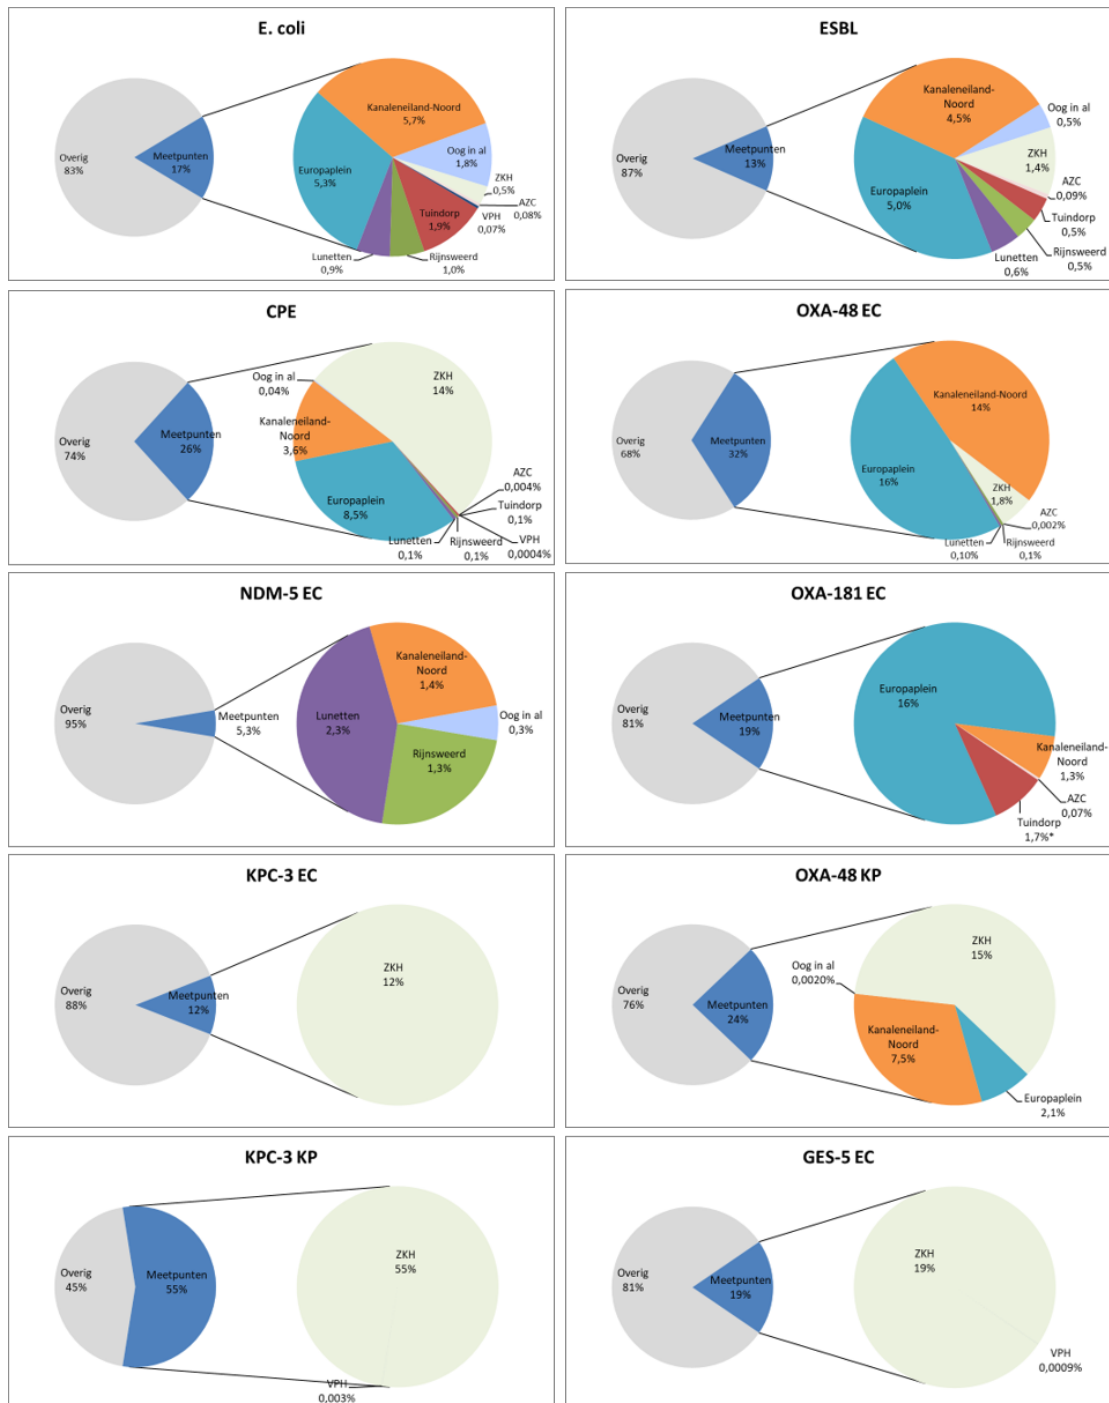 E. coli
Overig
83%
Meetpunten
17%
Kanaleneiland-Noord
5,7%
Oog in al
1,8%
ZKH
0,5%
AZC
0,08%
VPH
0,07%
Tuindorp
1,9%
Rijnsweerd
1,0%
Lunetten
0,9%
Europaplein
5,3%
ESBL
Overig
87%
Meetpunten
13%
Kanaleneiland-
Noord
4,5%
Oog in al
0,5%
ZKH
1,4%
AZC
0,09%
Tuindorp
0,5%
Rijnsweerd
0,5%
Lunetten
0,6%
Europaplein
5,0%
CPE
Overig
74%
Meetpunten
26%
Oog in al
0,04%
ZKH
14%
Kanaleneiland-
Noord
3,6%
Europaplein
8,5%
AZC
0,004%
Tuindorp
0,1%
VPH
0,0004%
Lunetten
0,1%
Rijnsweerd
0,1%
OXA-48 EC
Overig
68%
Meetpunten
32%
Kanaleneiland-Noord
14%
Europaplein
16%
ZKH
1,8%
AZC
0,002%
Lunetten
0,10%
Rijnsweerd
0,1%
NDM-5 EC
Overig
95%
Meetpunten
5,3%
Kanaleneiland-
Noord
1,4%
Lunetten
2,3%
Oog in al
0,3%
Rijnsweerd
1,3%
OXA-181 EC
Overig
81%
Meetpunten
19%
Europaplein
16%
Kanaleneiland-
Noord
1,3%
AZC
0,07%
Tuindorp
1,7%*
KPC-3 EC
Overig
88%
Meetpunten
12%
ZKH
12%
OXA-48 KP
Overig
76%
Meetpunten
24%
Oog in al
0,0020%
ZKH
15%
Kanaleneiland-
Noord
7,5%
Europaplein
2,1%
KPC-3 KP
Overig
45%
Meetpunten
55%
ZKH
55%
VPH
0,003%
GES-5 EC
Overig
81%
Meetpunten
19%
ZKH
19%
VPH
0,0009%